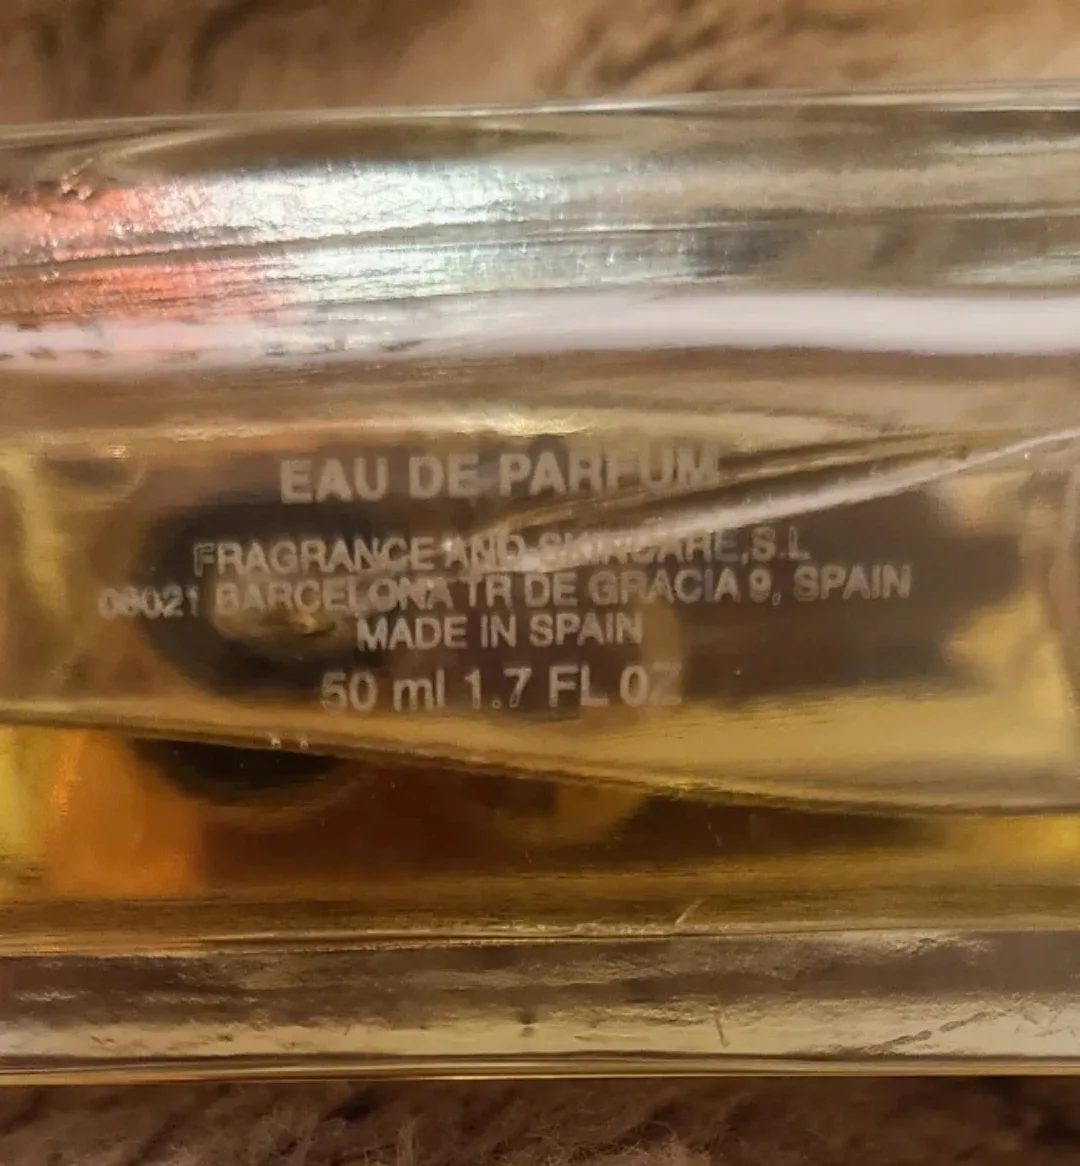 EAU DE PARFUM
FRAGRANCE AND SKINCARE,S.L
08021 BARCELONA TR DE GRACIA 9, SPAIN
MADE IN SPAIN
50 ml 1.7 FL OZ